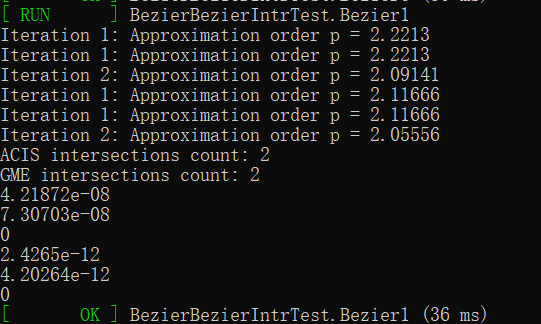 [ RUN      ] BezierBezierIntrTest.Bezier1
Iteration 1: Approximation order p = 2.2213
Iteration 1: Approximation order p = 2.2213
Iteration 2: Approximation order p = 2.09141
Iteration 1: Approximation order p = 2.11666
Iteration 1: Approximation order p = 2.11666
Iteration 2: Approximation order p = 2.05556
ACIS intersections count: 2
GME intersections count: 2
4.21872e-08
7.30703e-08
0
2.4265e-12
4.20264e-12
0
[       OK ] BezierBezierIntrTest.Bezier1 (36 ms)